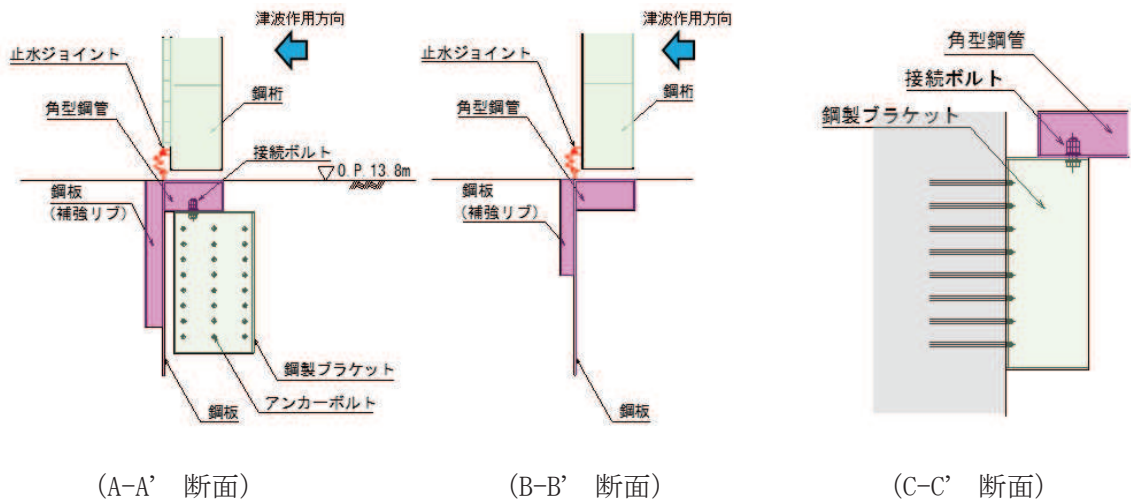 津波作用方向
止水ジョイント
鋼桁
角型鋼管
接続ボルト
O.P.13.8m
鋼板
(補強リブ)
鋼製ブラケット
アンカーボルト
鋼板
(A-A’ 断面)
津波作用方向
止水ジョイント
鋼桁
角型鋼管
鋼板
(補強リブ)
鋼板
(B-B’ 断面)
角型鋼管
接続ボルト
鋼製ブラケット
(C-C’ 断面)